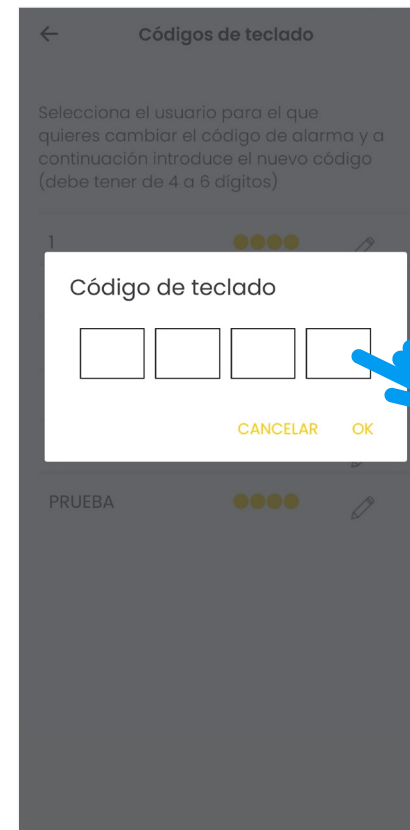 Códigos de teclado
Selecciona el usuario para el que
quieres cambiar el código de alarma y a
continuación introduce el nuevo código
(debe tener de 4 a 6 dígitos)
1
Código de teclado
CANCELAR OK
PRUEBA